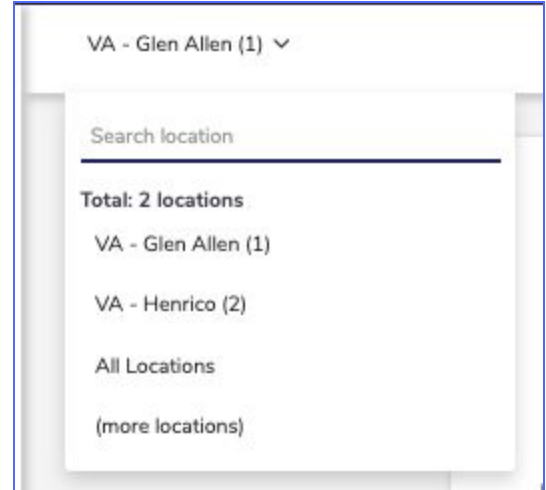 VA - Glen Allen (1)
Search location
Total: 2 locations
VA - Glen Allen (1)
VA - Henrico (2)
All Locations
(more locations)